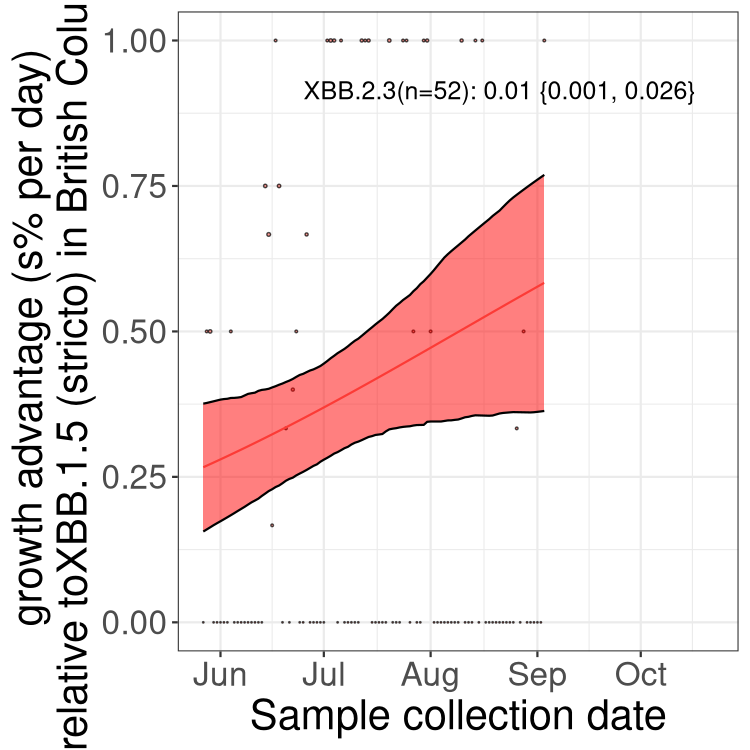 growth advantage (s% per day)
relative toXBB.1.5 (stricto) in British Colu
1.00
0.75
0.50
0.25
0.00
XBB.2.3(n=52): 0.01 {0.001, 0.026}
Jun Jul Aug Sep Oct
Sample collection date